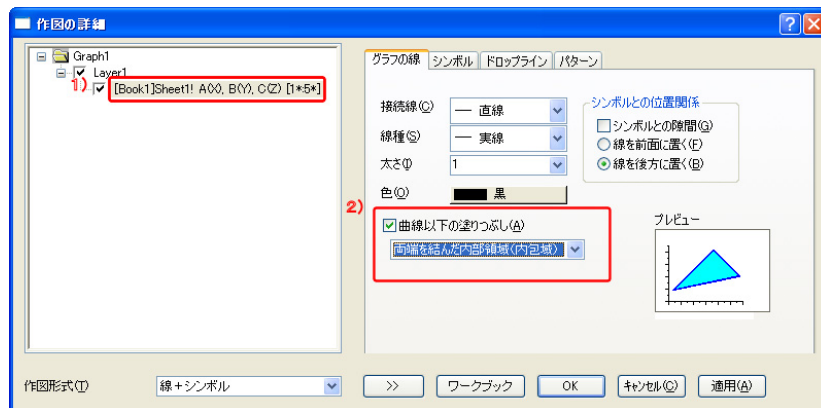 作図の詳細
Graph1
Layer1
1)
[Book1]Sheet1! A(X), B(Y), C(Z) [1*:5*]
グラフの線 シンボル ドロップライン パターン
接続線(C) 直線
線種(S) 実線
太さ(I) 1
色(O) 黒
シンボルとの位置関係
シンボルとの隙間(G)
線を前面に置く(F)
線を後方に置く(B)
2)
曲線以下の塗りつぶし(A)
両端を結んだ内部領域(内包域)
プレビュー
作図形式(T) 線+シンボル >> ワークブック OK キャンセル(C) 適用(A)